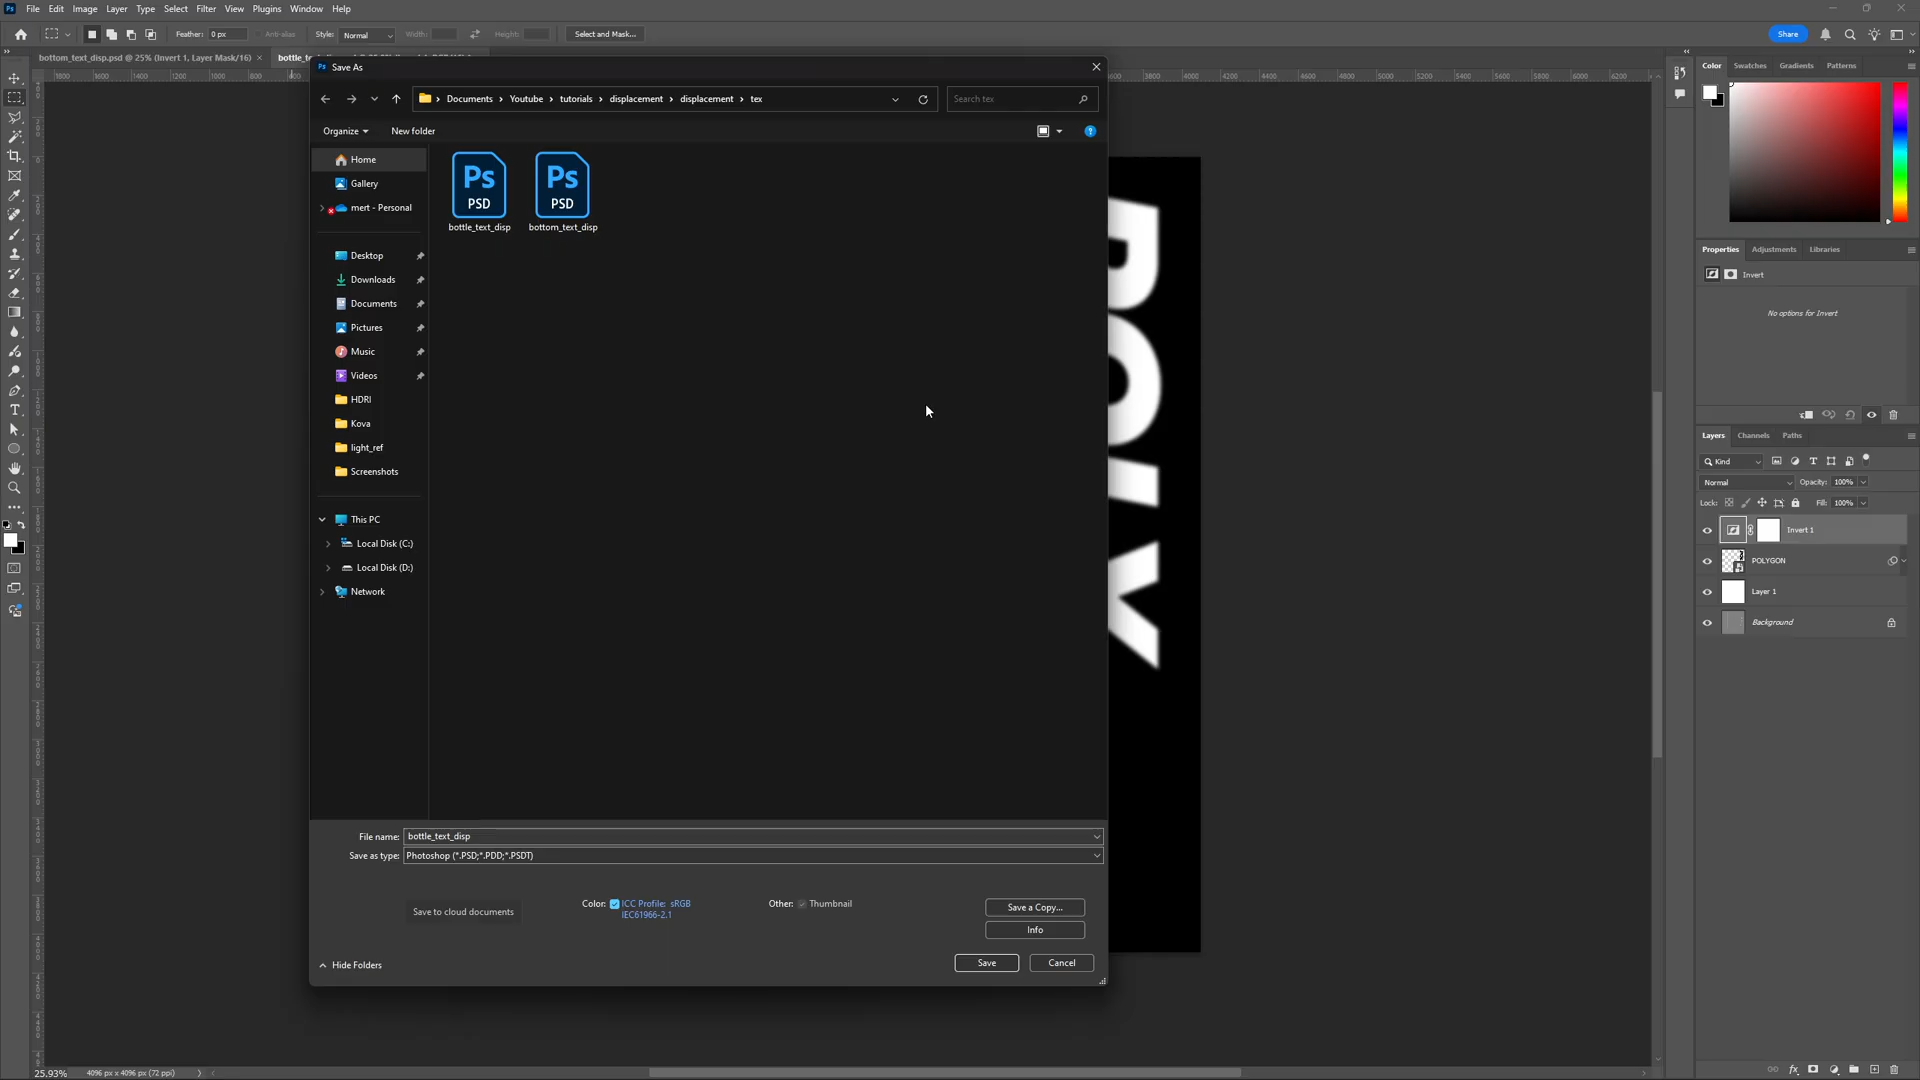 File Edit Image Layer Type Select Filter View Plugins Window Help
Feather: 0 px Anti-alias Style: Normal Width: Height: Select and Mask... Share
bottom_text_disp.psd @ 25% (Invert 1, Layer Mask/16) ×
Save As
Documents › Youtube › tutorials › displacement › displacement › tex
Search tex
Organize New folder
Home
Gallery
mert - Personal
Desktop
Downloads
Documents
Pictures
Music
Videos
HDRI
Kova
light_ref
Screenshots
This PC
Local Disk (C:)
Local Disk (D:)
Network
Ps Ps
PSD PSD
bottle_text_disp bottom_text_disp
File name: bottle_text_disp
Save as type: Photoshop (*.PSD;*.PDD;*.PSDT)
Save to cloud documents
Color: ICC Profile: sRGB
IEC61966-2.1
Other: Thumbnail
Save a Copy...
Info
Hide Folders
Save Cancel
Color Swatches Gradients Patterns
Properties Adjustments Libraries
Invert
No options for Invert
Layers Channels Paths
Kind
Normal Opacity: 100%
Lock: Fill: 100%
Invert 1
POLYGON
Layer 1
Background
25.93% 4096 px x 4096 px (72 ppi)